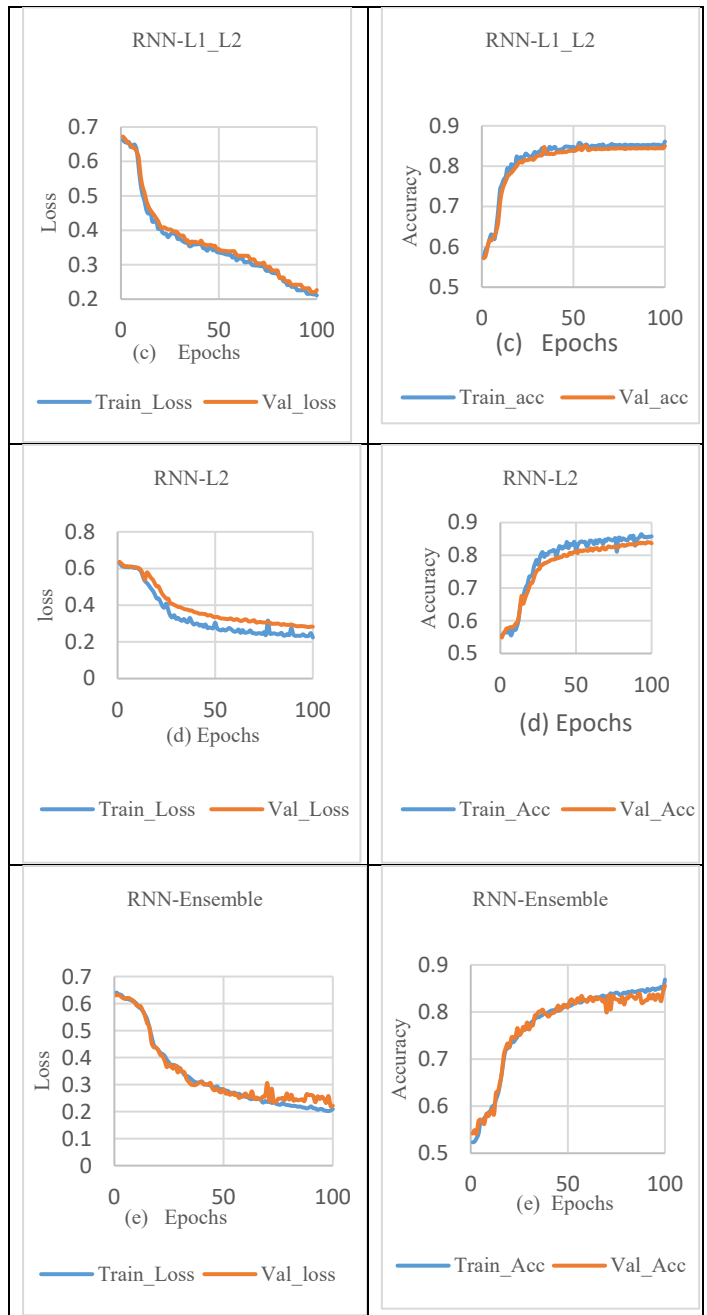 RNN-L1_L2
0.7
0.6
0.5
0.4
0.3
0.2
Loss
0 50 100
(c) Epochs
Train_Loss Val_loss
RNN-L1_L2
0.9
0.8
0.7
0.6
0.5
Accuracy
0 50 100
(c) Epochs
Train_acc Val_acc
RNN-L2
0.8
0.6
0.4
0.2
0
loss
0 50 100
(d) Epochs
Train_Loss Val_Loss
RNN-L2
0.9
0.8
0.7
0.6
0.5
Accuracy
0 50 100
(d) Epochs
Train_Acc Val_Acc
RNN-Ensemble
0.7
0.6
0.5
0.4
0.3
0.2
0.1
0
Loss
0 50 100
(e) Epochs
Train_Loss Val_loss
RNN-Ensemble
0.9
0.8
0.7
0.6
0.5
Accuracy
0 50 100
(e) Epochs
Train_Acc Val_Acc